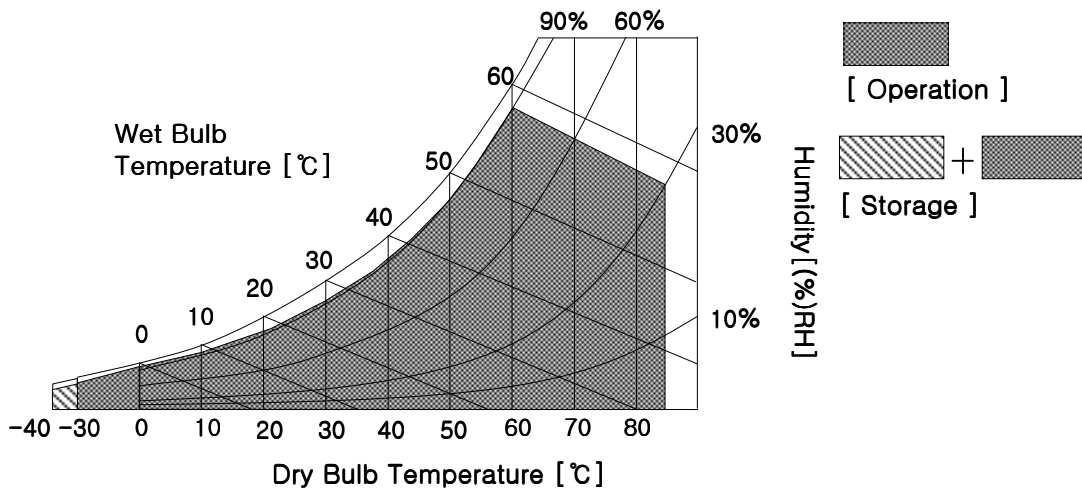 90% 60%
60
[ Operation ]
Wet Bulb
Temperature [℃]
30%
50
+
[ Storage ]
40
30
20
10
0
10%
Humidity[(%)RH]
-40 -30 0 10 20 30 40 50 60 70 80
Dry Bulb Temperature [℃]